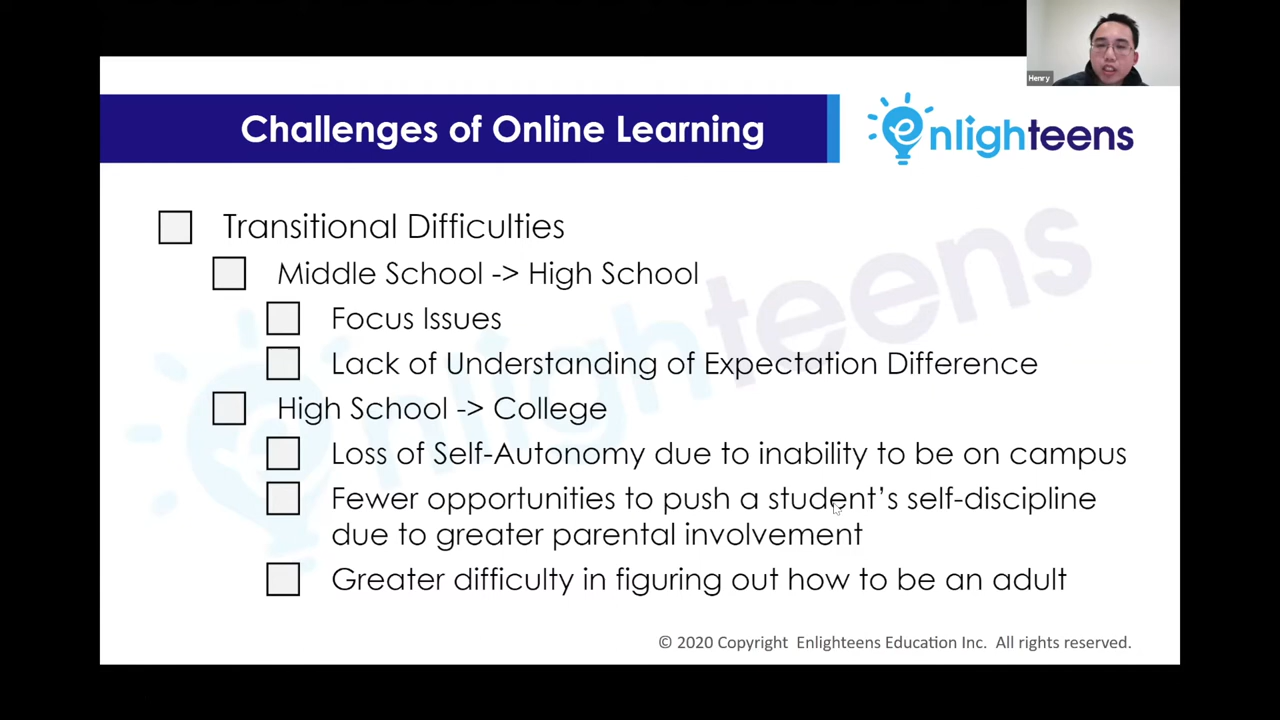 Henry
Challenges of Online Learning
enlighteens
Transitional Difficulties
Middle School -> High School
Focus Issues
Lack of Understanding of Expectation Difference
High School -> College
Loss of Self-Autonomy due to inability to be on campus
Fewer opportunities to push a student’s self-discipline
due to greater parental involvement
Greater difficulty in figuring out how to be an adult
enlighteens
© 2020 Copyright Enlighteens Education Inc. All rights reserved.